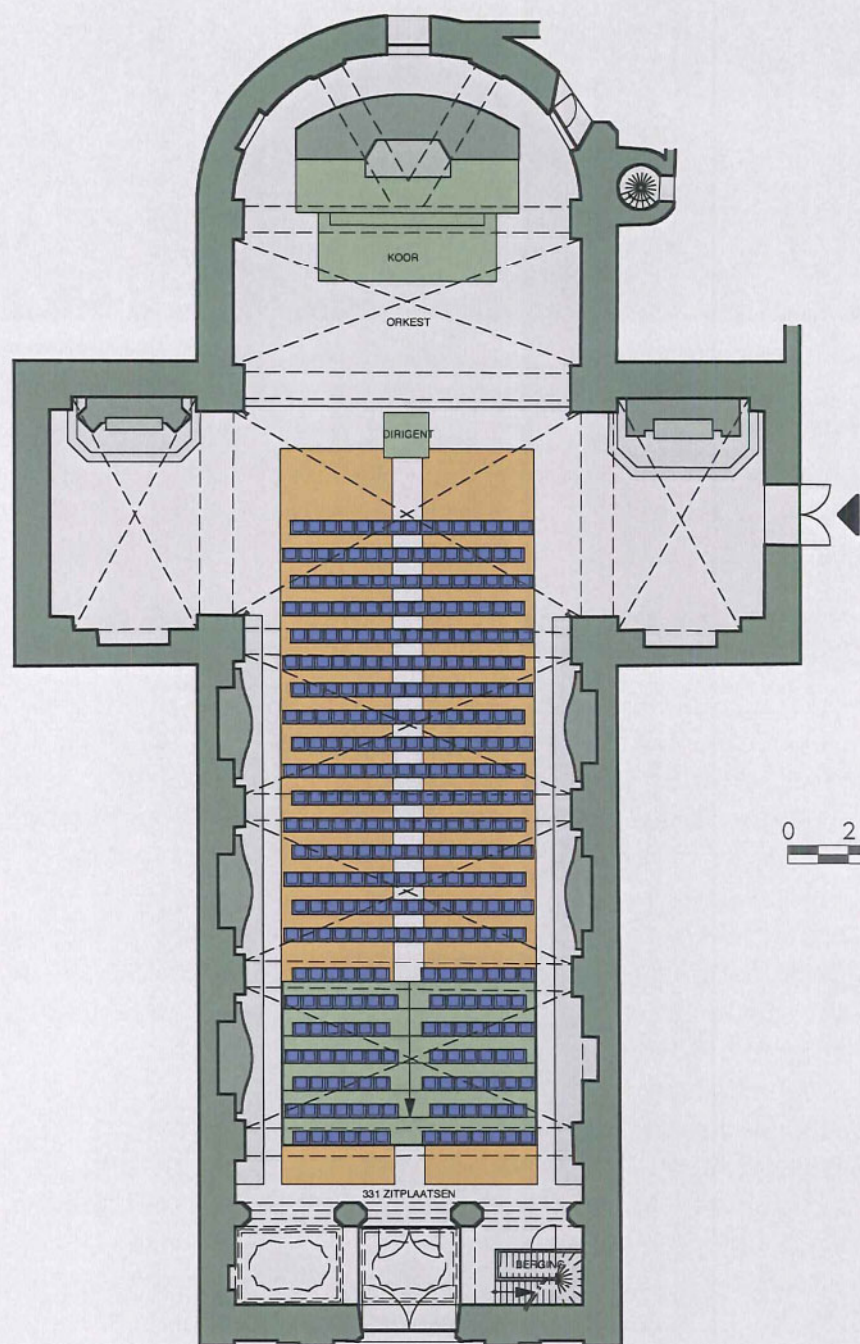 KOOR
ORKEST
DIRIGENT
0 2
331 ZITPLAATSEN
BERGING